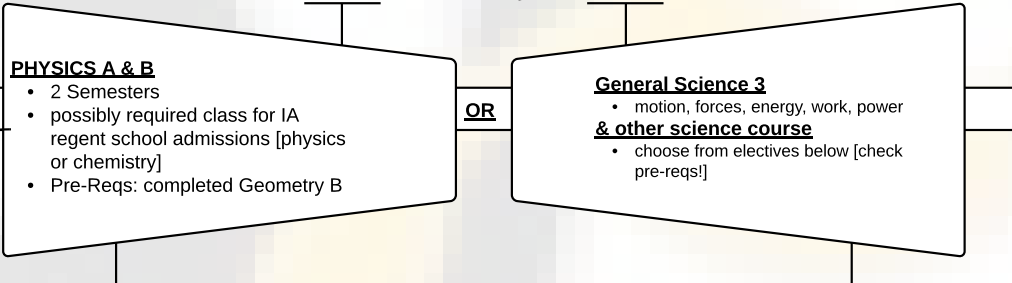 PHYSICS A & B
• 2 Semesters
• possibly required class for IA
regent school admissions [physics
or chemistry]
• Pre-Reqs: completed Geometry B
OR
General Science 3
• motion, forces, energy, work, power
& other science course
• choose from electives below [check
pre-reqs!]